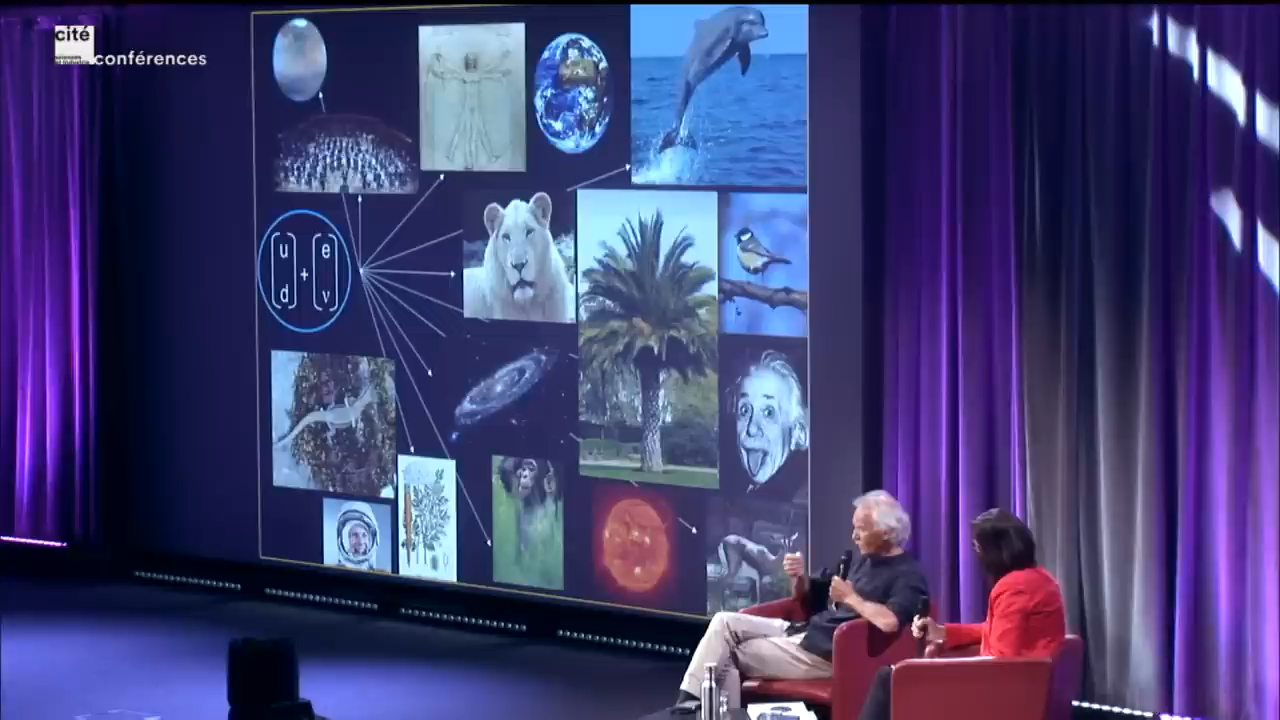 cité
conférences
u e
+
d ν